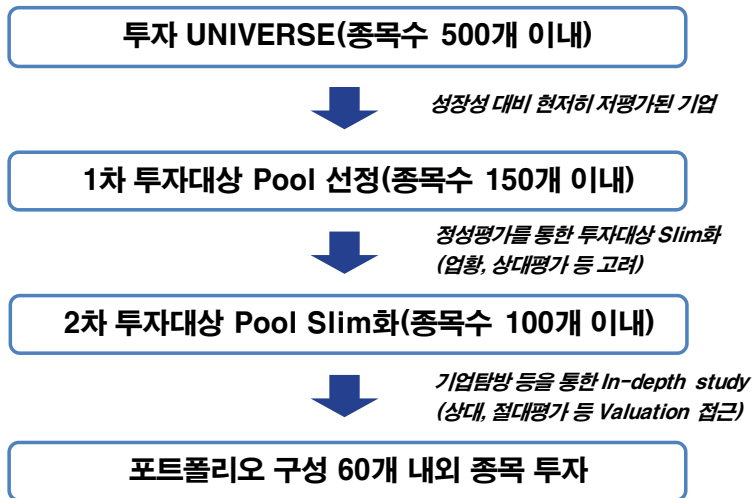 투자 UNIVERSE(종목수 500개 이내)
성장성 대비 현저히 저평가된 기업
1차 투자대상 Pool 선정(종목수 150개 이내)
정성평가를 통한 투자대상 Slim화
(업황, 상대평가 등 고려)
2차 투자대상 Pool Slim화(종목수 100개 이내)
기업탐방 등을 통한 In-depth study
(상대, 절대평가 등 Valuation 접근)
포트폴리오 구성 60개 내외 종목 투자